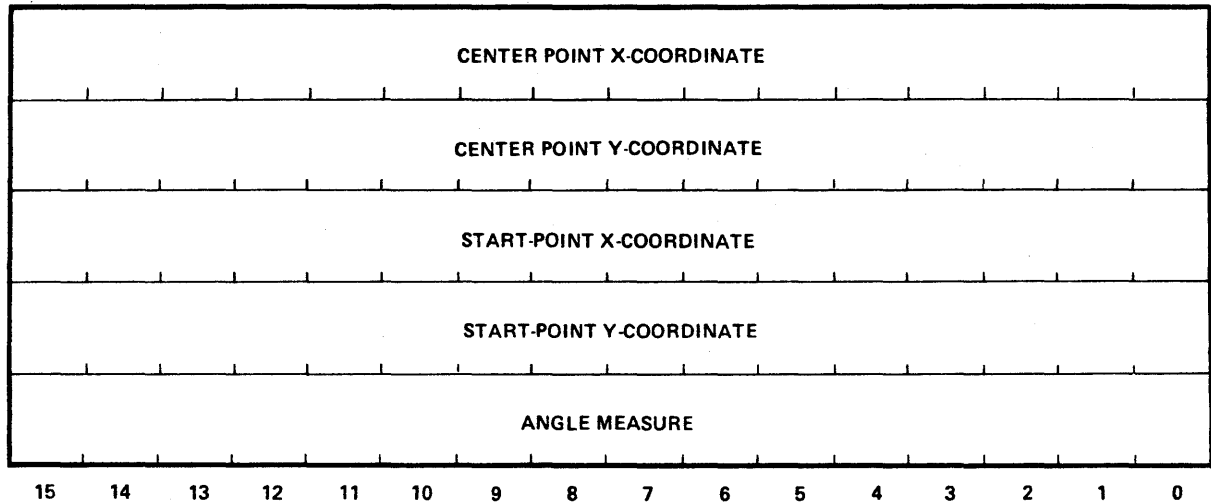 CENTER POINT X-COORDINATE
CENTER POINT Y-COORDINATE
START-POINT X-COORDINATE
START-POINT Y-COORDINATE
ANGLE MEASURE
15 14 13 12 11 10 9 8 7 6 5 4 3 2 1 0